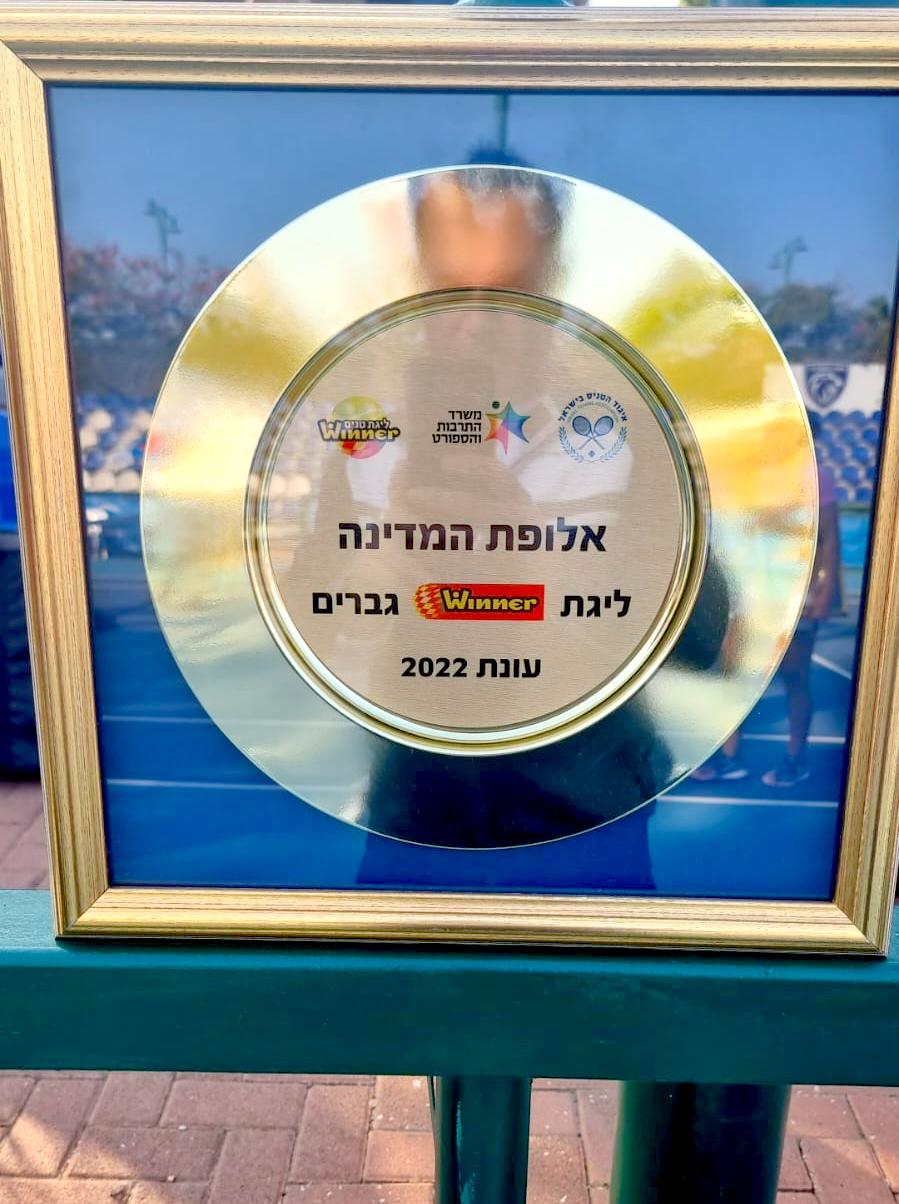 איגוד הטניס בישראל
משרד
התרבות
והספורט
ליגת טניס
Winner
אלופת המדינה
ליגת Winner גברים
עונת 2022